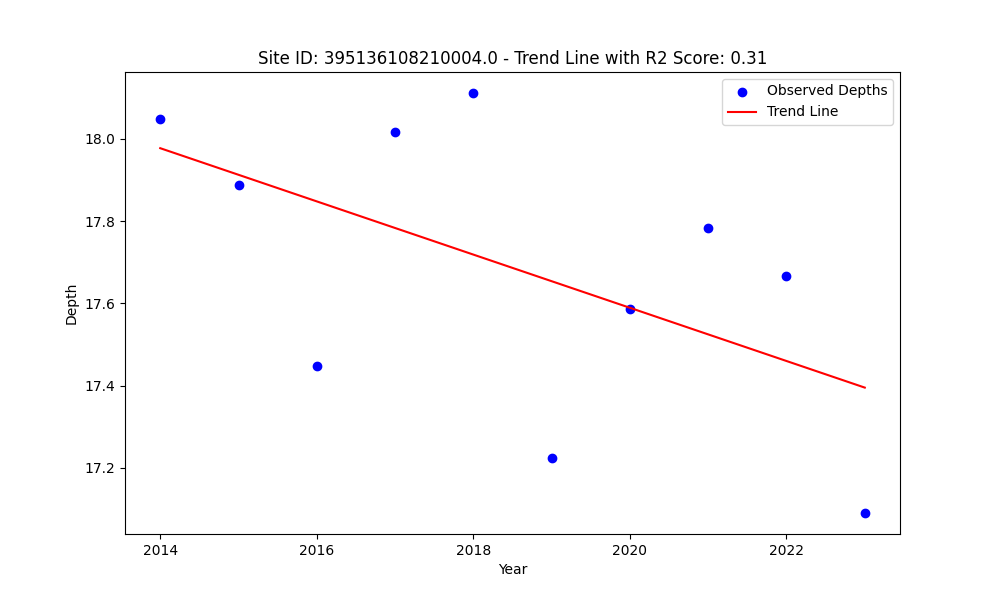 Site ID: 395136108210004.0 - Trend Line with R2 Score: 0.31
Observed Depths
Trend Line
18.0
17.8
17.6
17.4
17.2
Depth
2014
2016
2018
2020
2022
Year